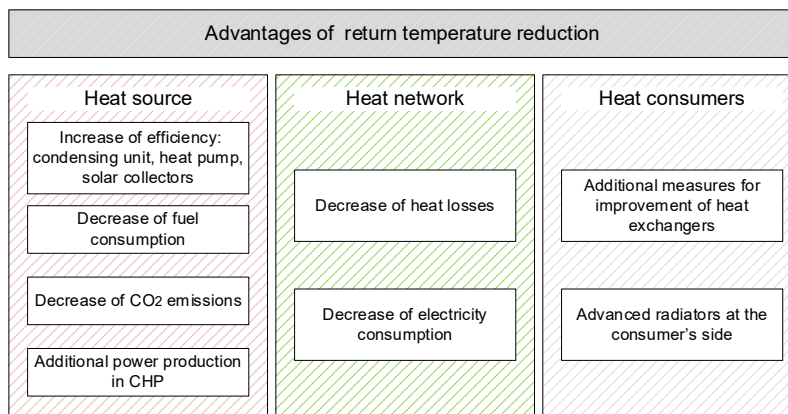 Advantages of return temperature reduction
Heat source
Increase of efficiency:
condensing unit, heat pump,
solar collectors
Decrease of fuel
consumption
Decrease of CO2 emissions
Additional power production
in CHP
Heat network
Decrease of heat losses
Decrease of electricity
consumption
Heat consumers
Additional measures for
improvement of heat
exchangers
Advanced radiators at the
consumer’s side